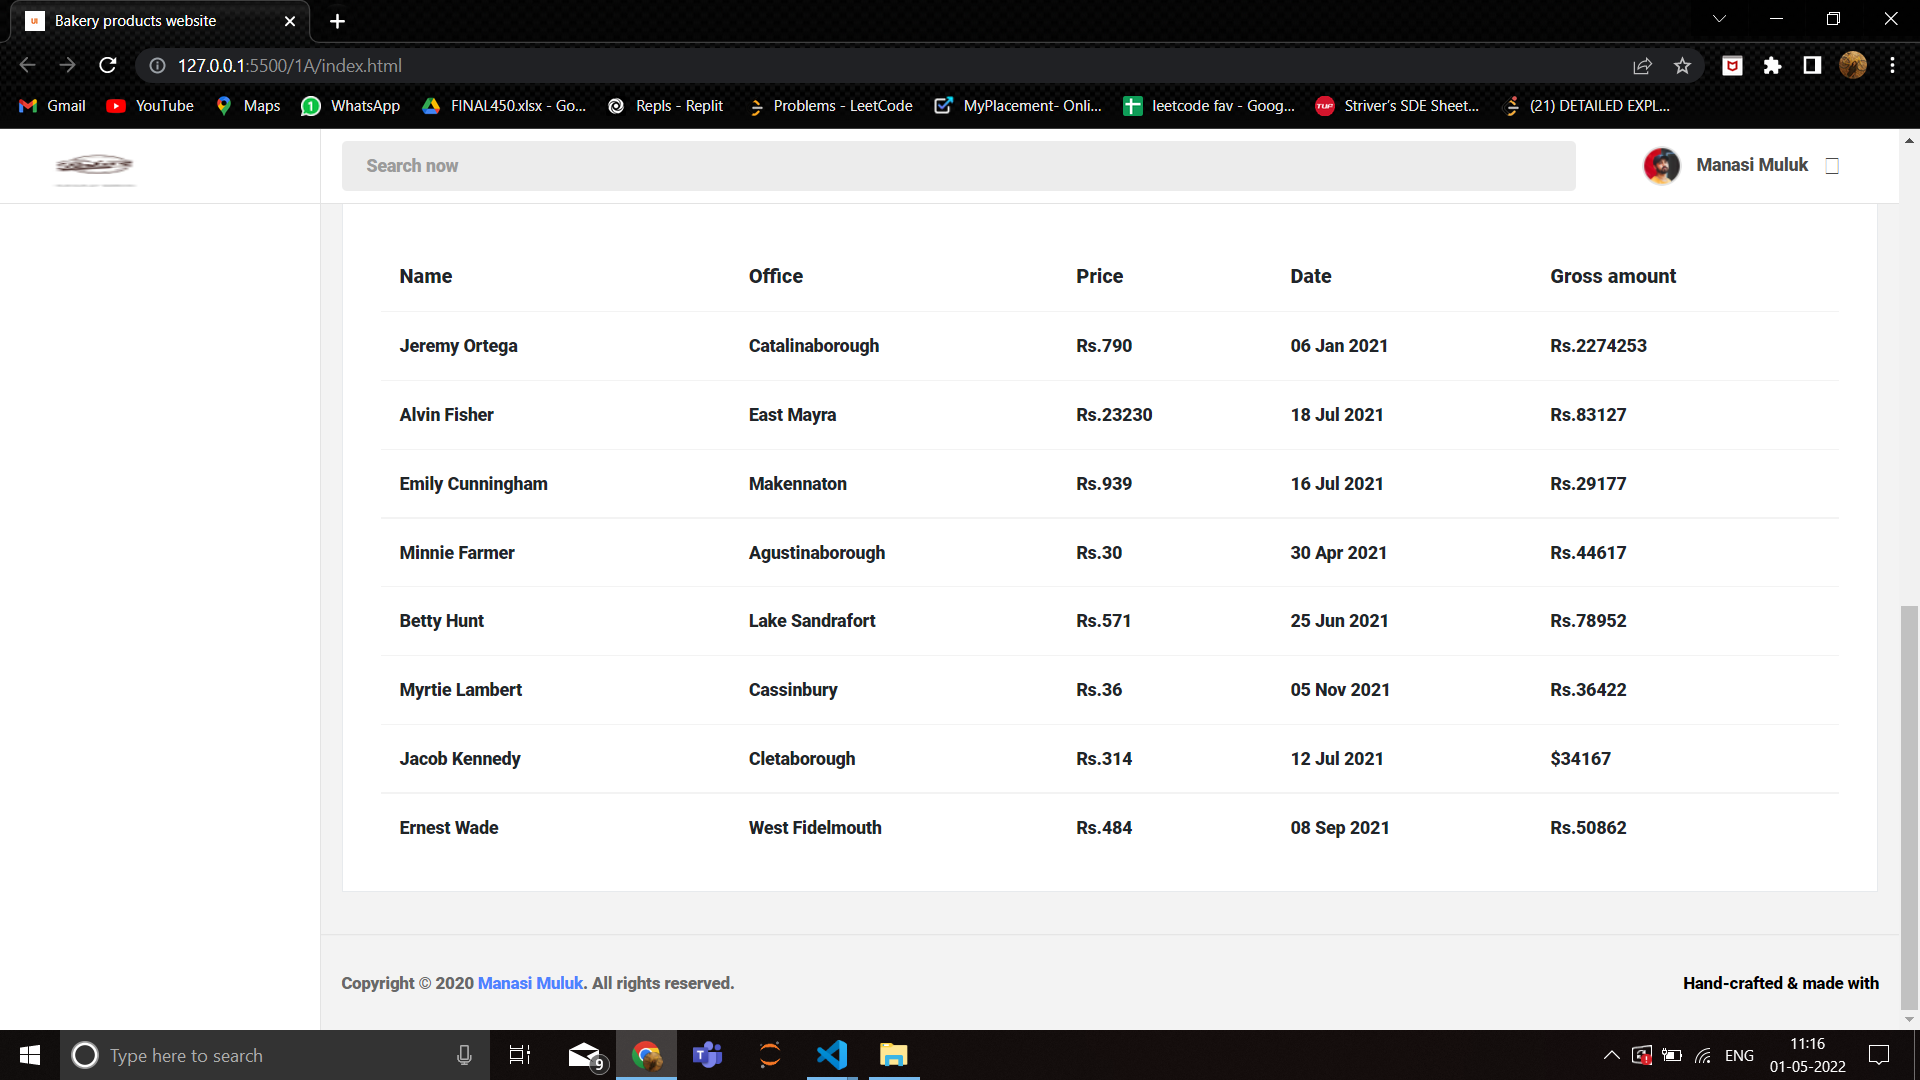 Bakery products website
127.0.0.1:5500/1A/index.html
Gmail YouTube Maps WhatsApp FINAL450.xlsx - Go... Repls - Replit Problems - LeetCode MyPlacement- Onli... leetcode fav - Goog... Striver's SDE Sheet... (21) DETAILED EXPL...
Search now Manasi Muluk
Name Office Price Date Gross amount
Jeremy Ortega Catalinaborough Rs.790 06 Jan 2021 Rs.2274253
Alvin Fisher East Mayra Rs.23230 18 Jul 2021 Rs.83127
Emily Cunningham Makennaton Rs.939 16 Jul 2021 Rs.29177
Minnie Farmer Agustinaborough Rs.30 30 Apr 2021 Rs.44617
Betty Hunt Lake Sandrafort Rs.571 25 Jun 2021 Rs.78952
Myrtie Lambert Cassinbury Rs.36 05 Nov 2021 Rs.36422
Jacob Kennedy Cletaborough Rs.314 12 Jul 2021 $34167
Ernest Wade West Fidelmouth Rs.484 08 Sep 2021 Rs.50862
Copyright © 2020 Manasi Muluk. All rights reserved. Hand-crafted & made with
Type here to search 9 ENG 11:16
01-05-2022